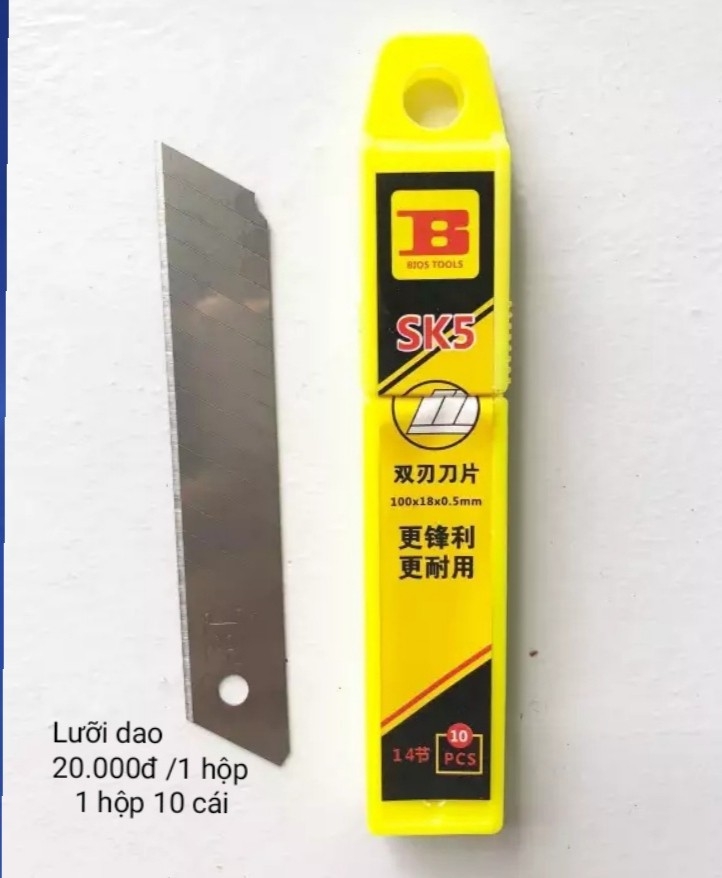 B
BIOS TOOLS
SK5
双刃刀片
100x18x0.5mm
更锋利
更耐用
14节
10
PCS
Lưỡi dao
20.000đ /1 hộp
1 hộp 10 cái